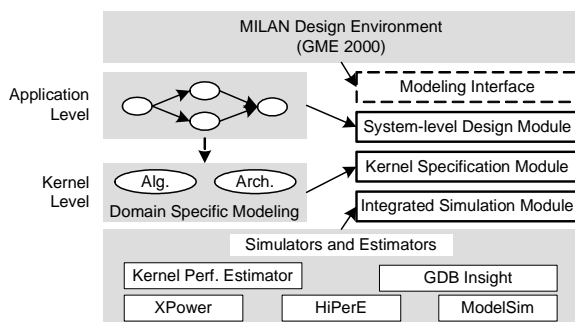 MILAN Design Environment
(GME 2000)
Application
Level
Modeling Interface
System-level Design Module
Kernel
Level
Alg.
Arch.
Domain Specific Modeling
Kernel Specification Module
Integrated Simulation Module
Simulators and Estimators
Kernel Perf. Estimator
GDB Insight
XPower
HiPerE
ModelSim